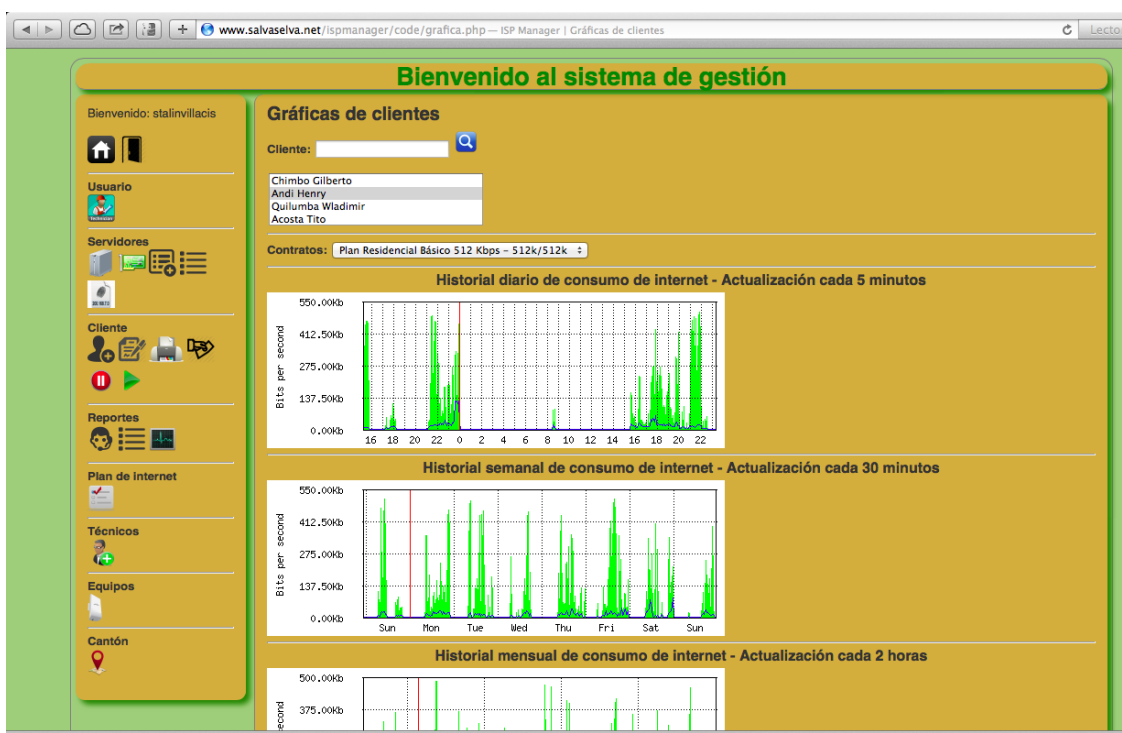 www.salvaselva.net/ispmanager/code/grafica.php — ISP Manager | Gráficas de clientes
Lecto
Bienvenido al sistema de gestión
Bienvenido: stalinvillacis
Usuario
Servidores
Cliente
Reportes
Plan de internet
Técnicos
Equipos
Cantón
Gráficas de clientes
Cliente:
Chimbo Gilberto
Andi Henry
Quilumba Wladimir
Acosta Tito
Contratos: Plan Residencial Básico 512 Kbps - 512k/512k
Historial diario de consumo de internet - Actualización cada 5 minutos
Bits per second
550.00Kb
412.50Kb
275.00Kb
137.50Kb
0.00Kb
16 18 20 22 0 2 4 6 8 10 12 14 16 18 20 22
Historial semanal de consumo de internet - Actualización cada 30 minutos
Bits per second
550.00Kb
412.50Kb
275.00Kb
137.50Kb
0.00Kb
Sun Mon Tue Wed Thu Fri Sat Sun
Historial mensual de consumo de internet - Actualización cada 2 horas
500.00Kb
375.00Kb